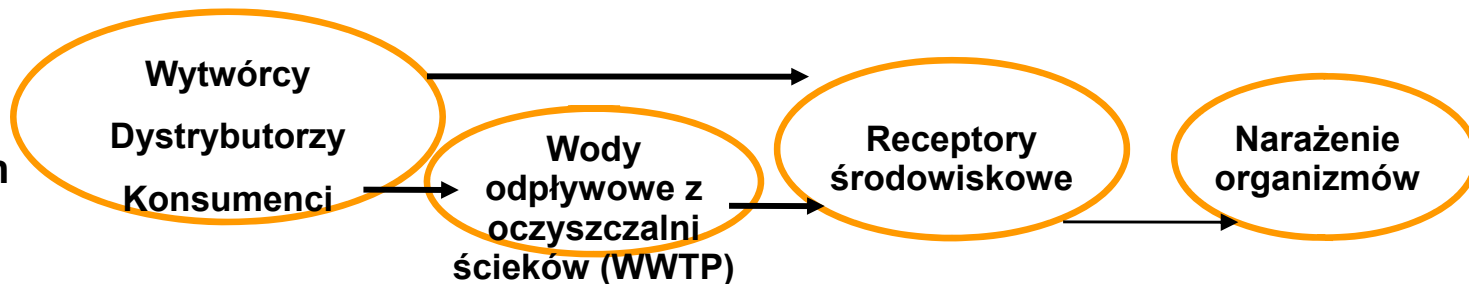 Wytwórcy
Dystrybutorzy
Konsumenci
n
Wody
odpływowe z
oczyszczalni
ścieków (WWTP)
Receptory
środowiskowe
Narażenie
organizmów